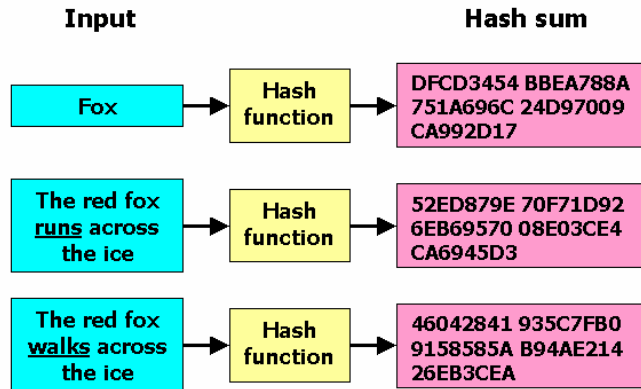 Input
Hash sum
Fox
Hash
function
DFCD3454 BBEA788A
751A696C 24D97009
CA992D17
The red fox
runs across
the ice
Hash
function
52ED879E 70F71D92
6EB69570 08E03CE4
CA6945D3
The red fox
walks across
the ice
Hash
function
46042841 935C7FB0
9158585A B94AE214
26EB3CEA